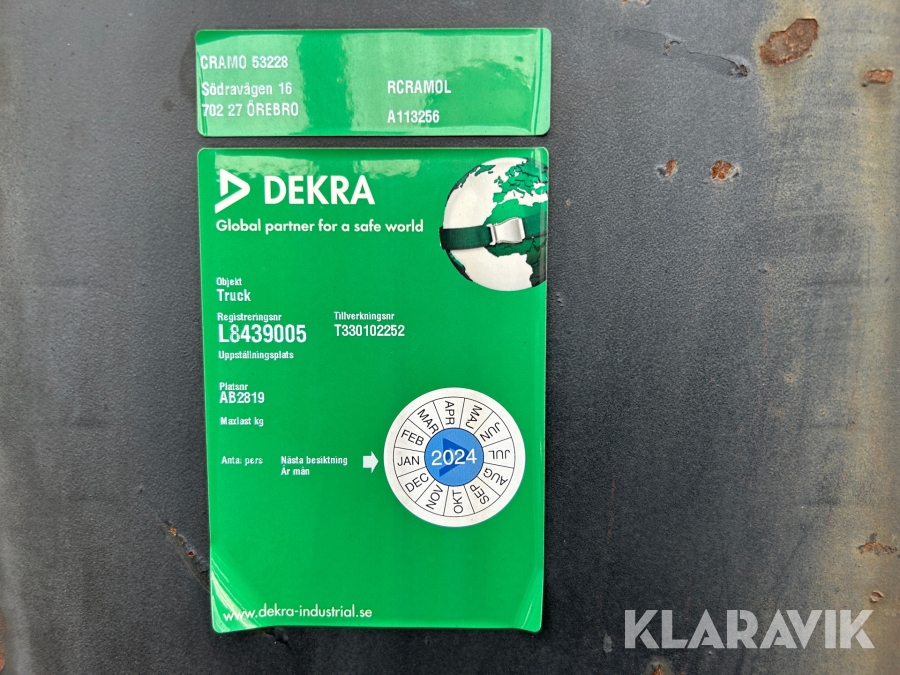 CRAMO 53228
Södravägen 16
702 27 ÖREBRO
RCRAMOL
A113256
DEKRA
Global partner for a safe world
Objekt
Truck
Registreringsnr
L8439005
Tillverkningsnr
T330102252
Uppställningsplats
Platsnr
AB2819
Maxlast kg
Antal pers
Nästa besiktning
År mån
JAN
FEB
MAR
APR
MAJ
JUN
JUL
AUG
SEP
OKT
NOV
DEC
2024
www.dekra-industrial.se
KLARAVIK